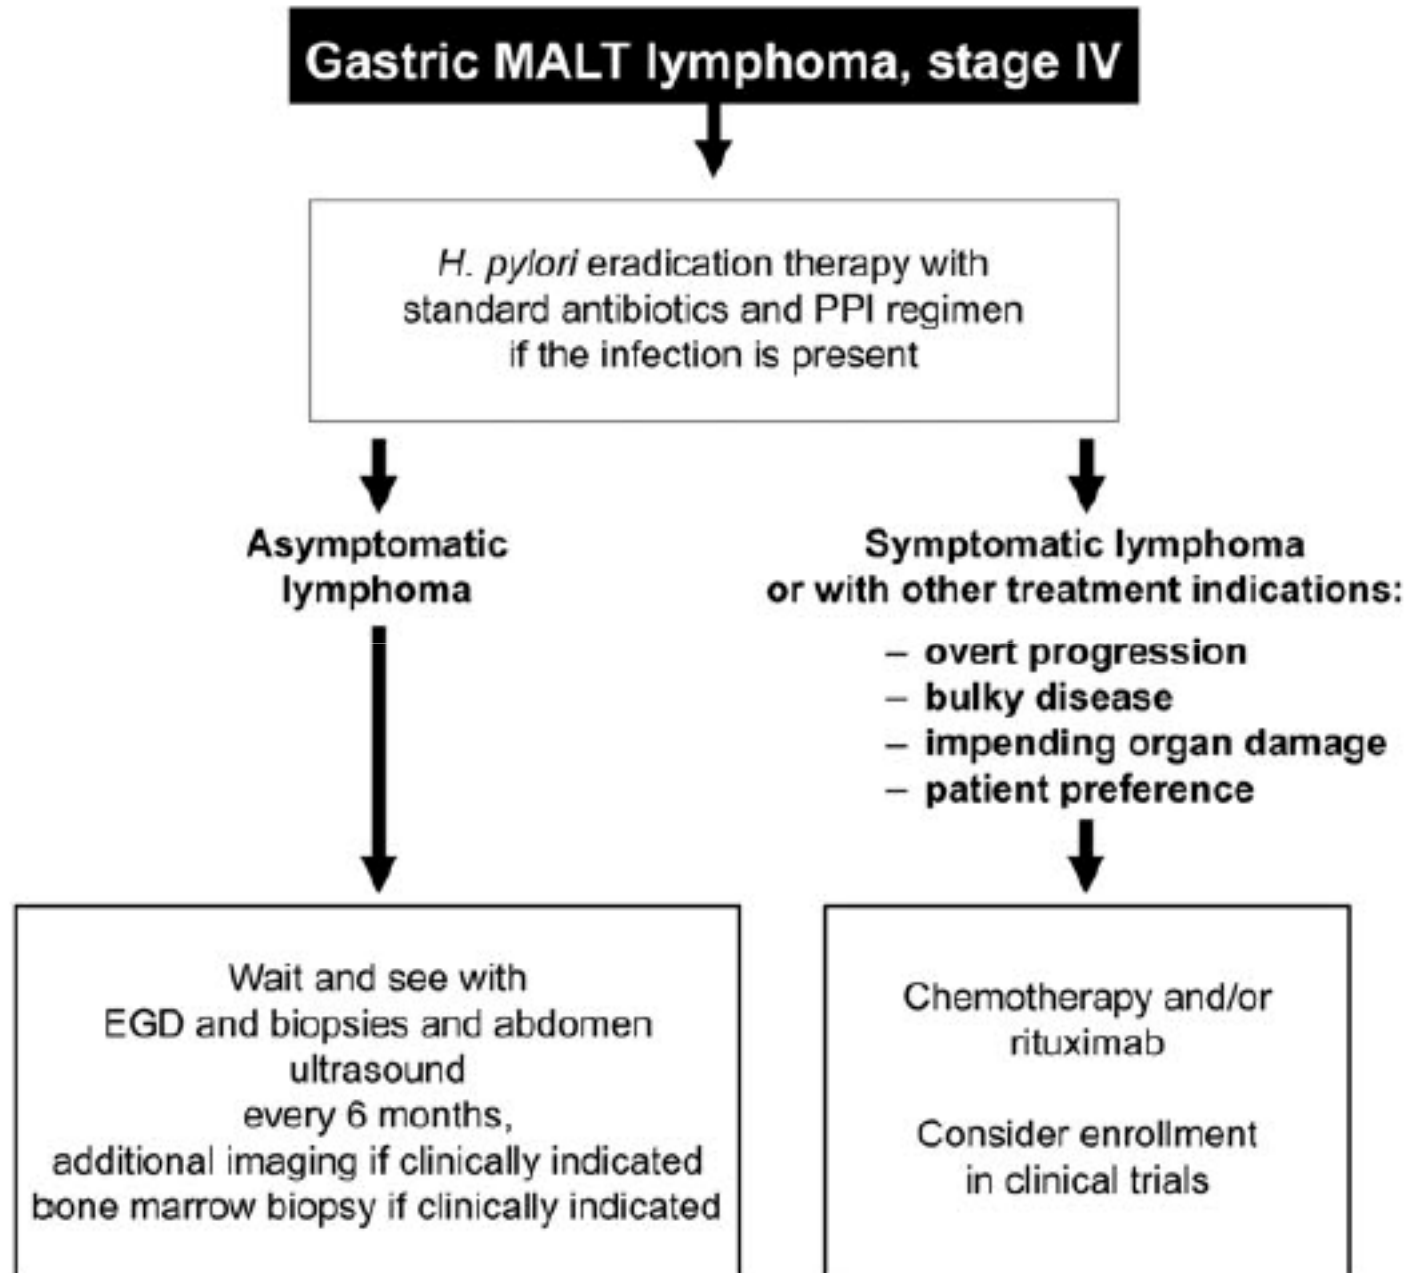 Gastric MALT lymphoma, stage IV
H. pylori eradication therapy with
standard antibiotics and PPI regimen
if the infection is present
Asymptomatic
lymphoma
Symptomatic lymphoma
or with other treatment indications:
– overt progression
– bulky disease
– impending organ damage
– patient preference
Wait and see with
EGD and biopsies and abdomen
ultrasound
every 6 months,
additional imaging if clinically indicated
bone marrow biopsy if clinically indicated
Chemotherapy and/or
rituximab
Consider enrollment
in clinical trials